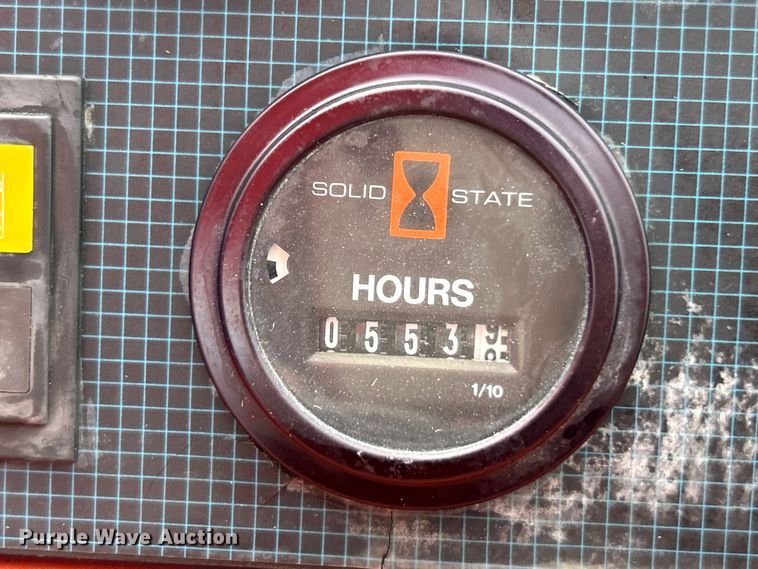 SOLID STATE
HOURS
0553
1/10
Purple Wave Auction